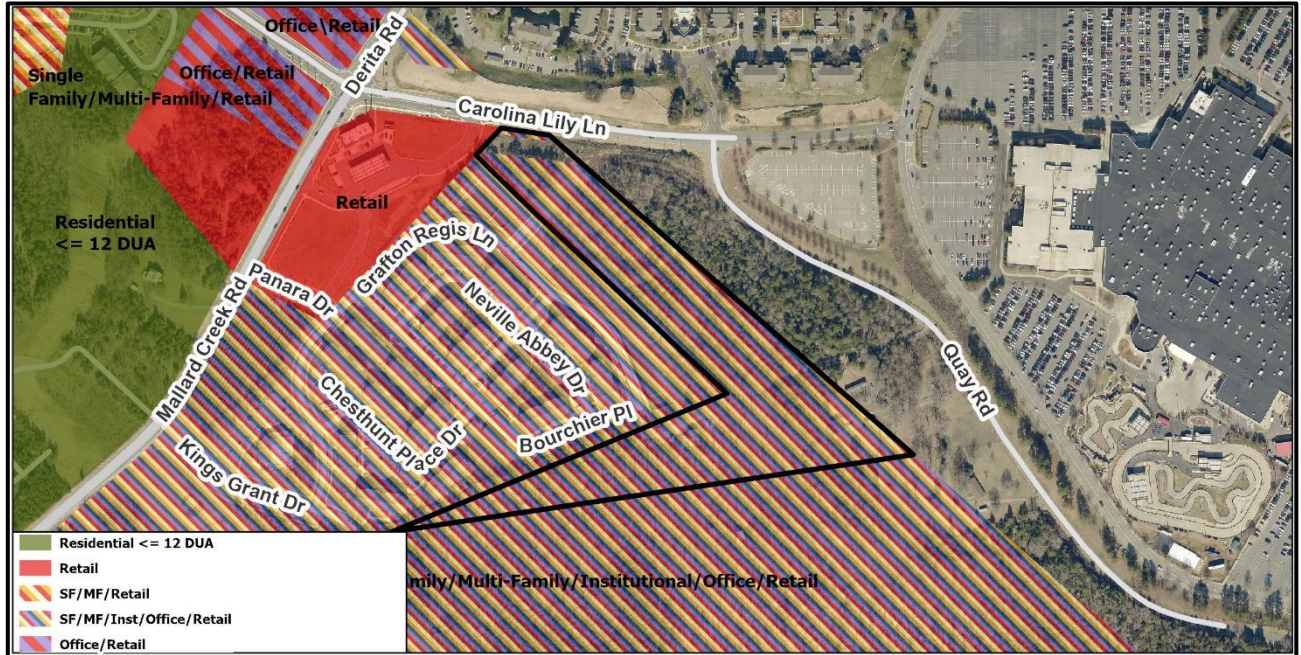 Office\Retail
Single
Family/Multi-Family/Retail
Office/Retail
Derita Rd
Carolina Lily Ln
Retail
Residential
<= 12 DUA
Grafton Regis Ln
Panara Dr
Mallard Creek Rd
Neville Abbey Dr
Chesthunt Place Dr
Bourchier Pl
Kings Grant Dr
Quay Rd
mily/Multi-Family/Institutional/Office/Retail
Residential <= 12 DUA
Retail
SF/MF/Retail
SF/MF/Inst/Office/Retail
Office/Retail